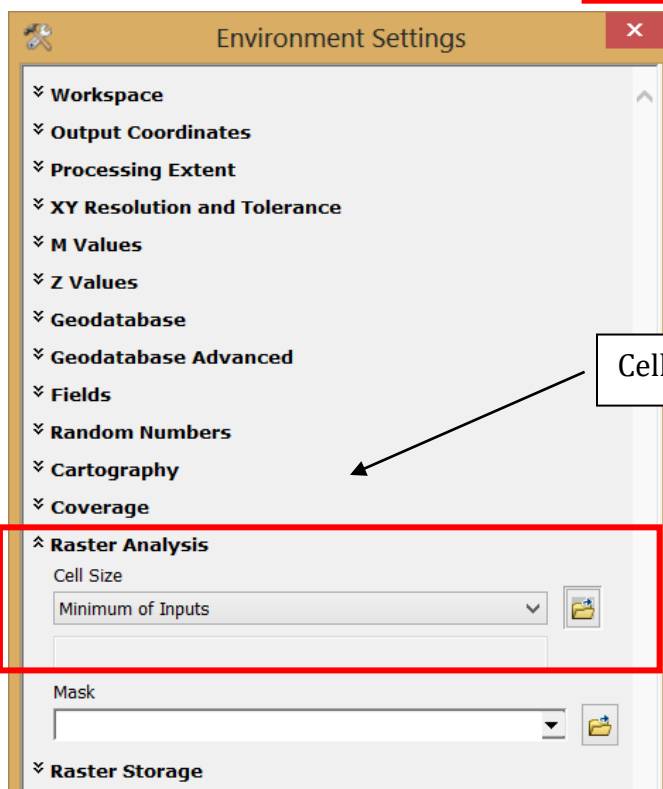 Environment Settings
Workspace
Output Coordinates
Processing Extent
XY Resolution and Tolerance
M Values
Z Values
Geodatabase
Geodatabase Advanced
Cell
Fields
Random Numbers
Cartography
Coverage
Raster Analysis
Cell Size
Minimum of Inputs
Mask
Raster Storage